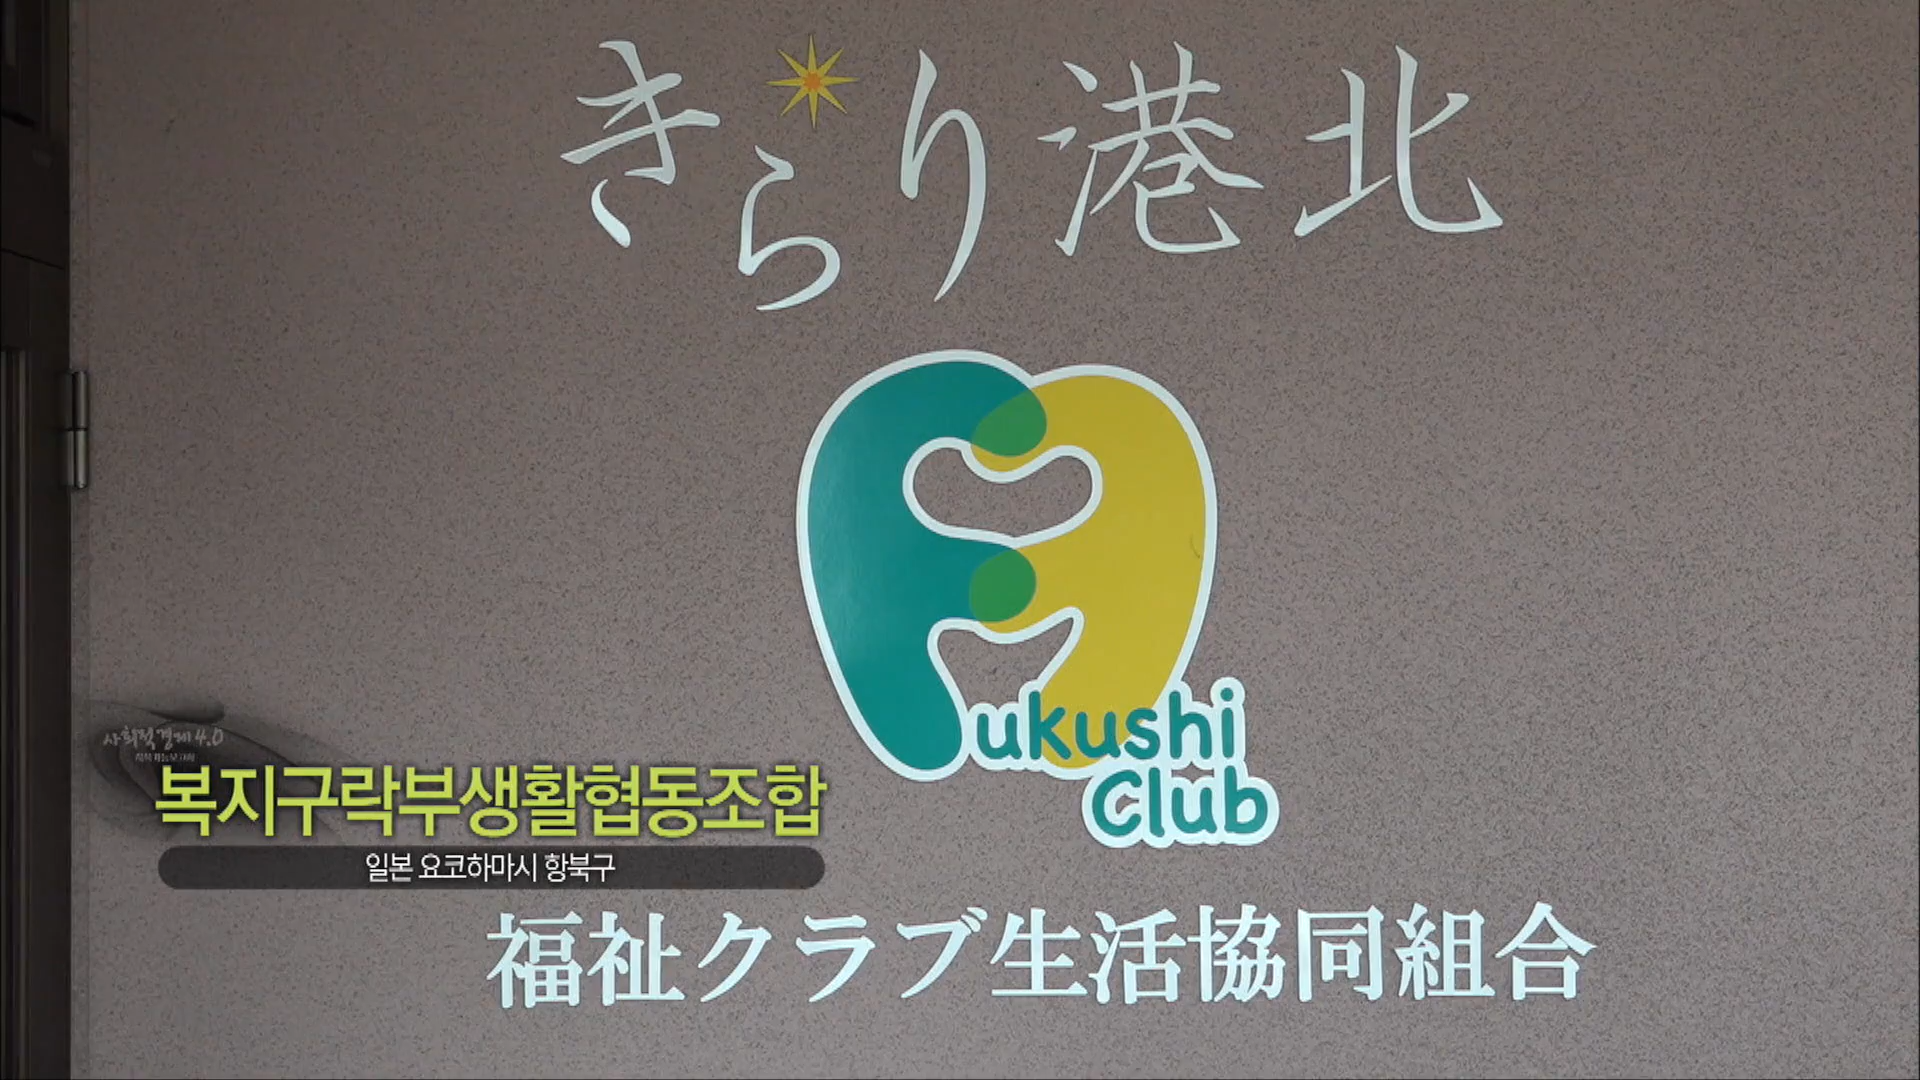 きらり港北
Fukushi
Club
사회적경제 4.0
복지구락부생활협동조합
일본 요코하마시 항북구
福祉クラブ生活協同組合